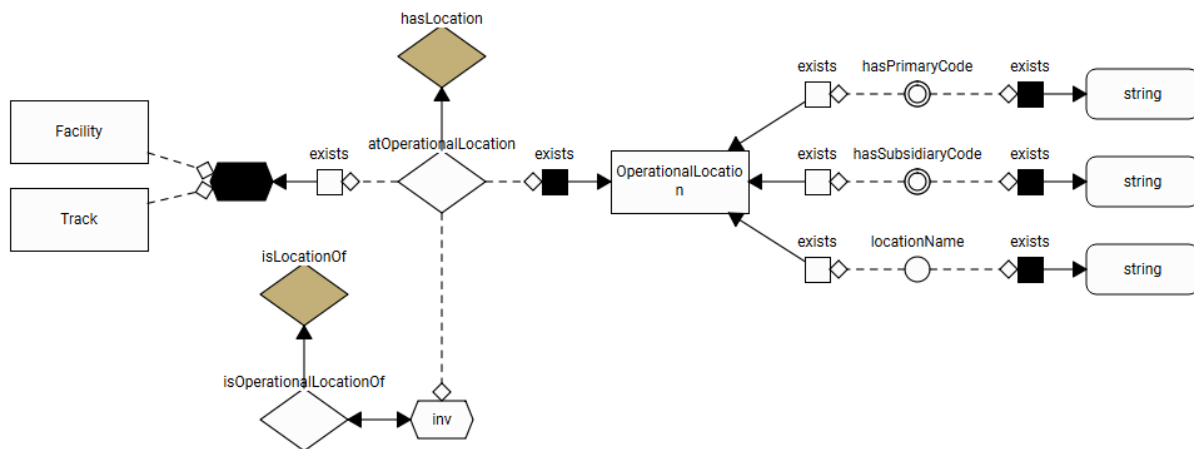 hasLocation
exists
hasPrimaryCode
exists
string
Facility
exists
atOperationalLocation
exists
OperationalLocatio
n
exists
hasSubsidiaryCode
exists
string
Track
isLocationOf
exists
locationName
exists
string
isOperationalLocationOf
inv